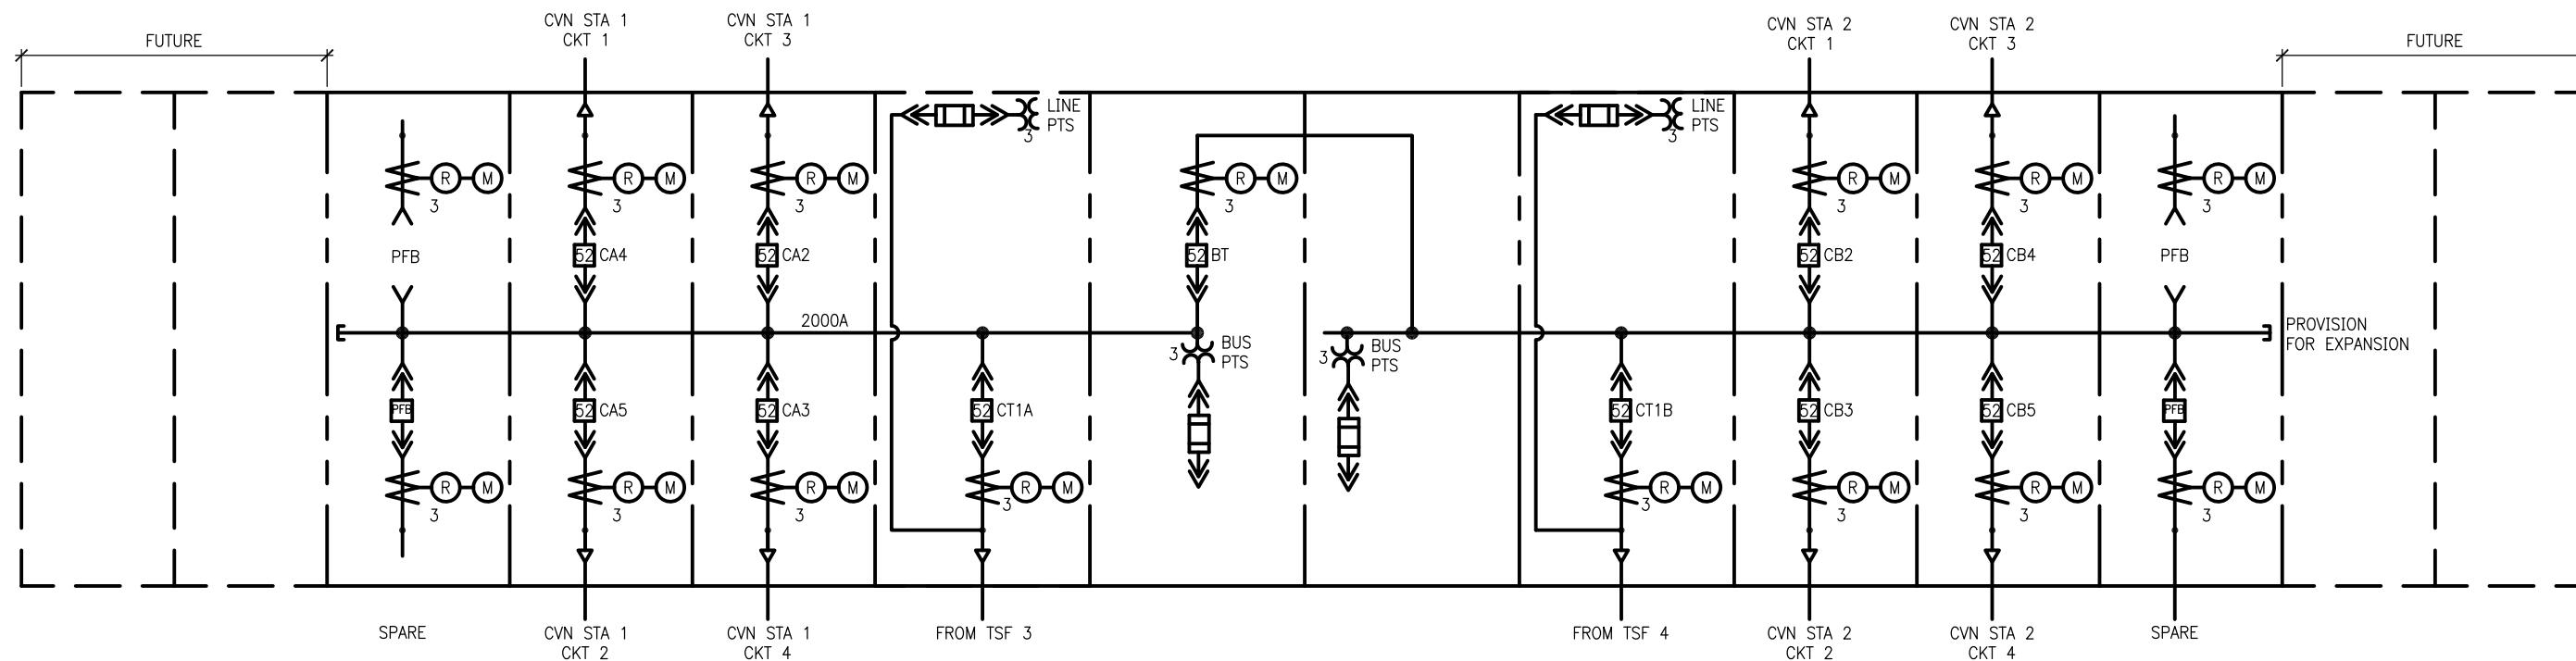 CVN STA 1
CKT 1
CVN STA 1
CKT 3
CVN STA 2
CKT 1
CVN STA 2
CKT 3
FUTURE
FUTURE
LINE
PTS
3
LINE
PTS
3
R M
3
R M
3
R M
3
R M
3
R M
3
R M
3
R M
3
PFB
52 CA4
52 CA2
52 BT
52 CB2
52 CB4
PFB
2000A
PROVISION
FOR EXPANSION
3
BUS
PTS
3
BUS
PTS
PFB
52 CA5
52 CA3
52 CT1A
52 CT1B
52 CB3
52 CB5
PFB
R M
3
R M
3
R M
3
R M
3
R M
3
R M
3
R M
3
R M
3
SPARE
CVN STA 1
CKT 2
CVN STA 1
CKT 4
FROM TSF 3
FROM TSF 4
CVN STA 2
CKT 2
CVN STA 2
CKT 4
SPARE